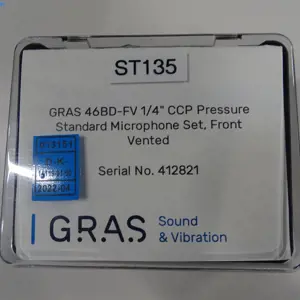 ST135
GRAS 46BD-FV 1/4" CCP Pressure
Standard Microphone Set, Front
Vented
D-K-
Serial No. 412821
2022-04
GRAS Sound
& Vibration